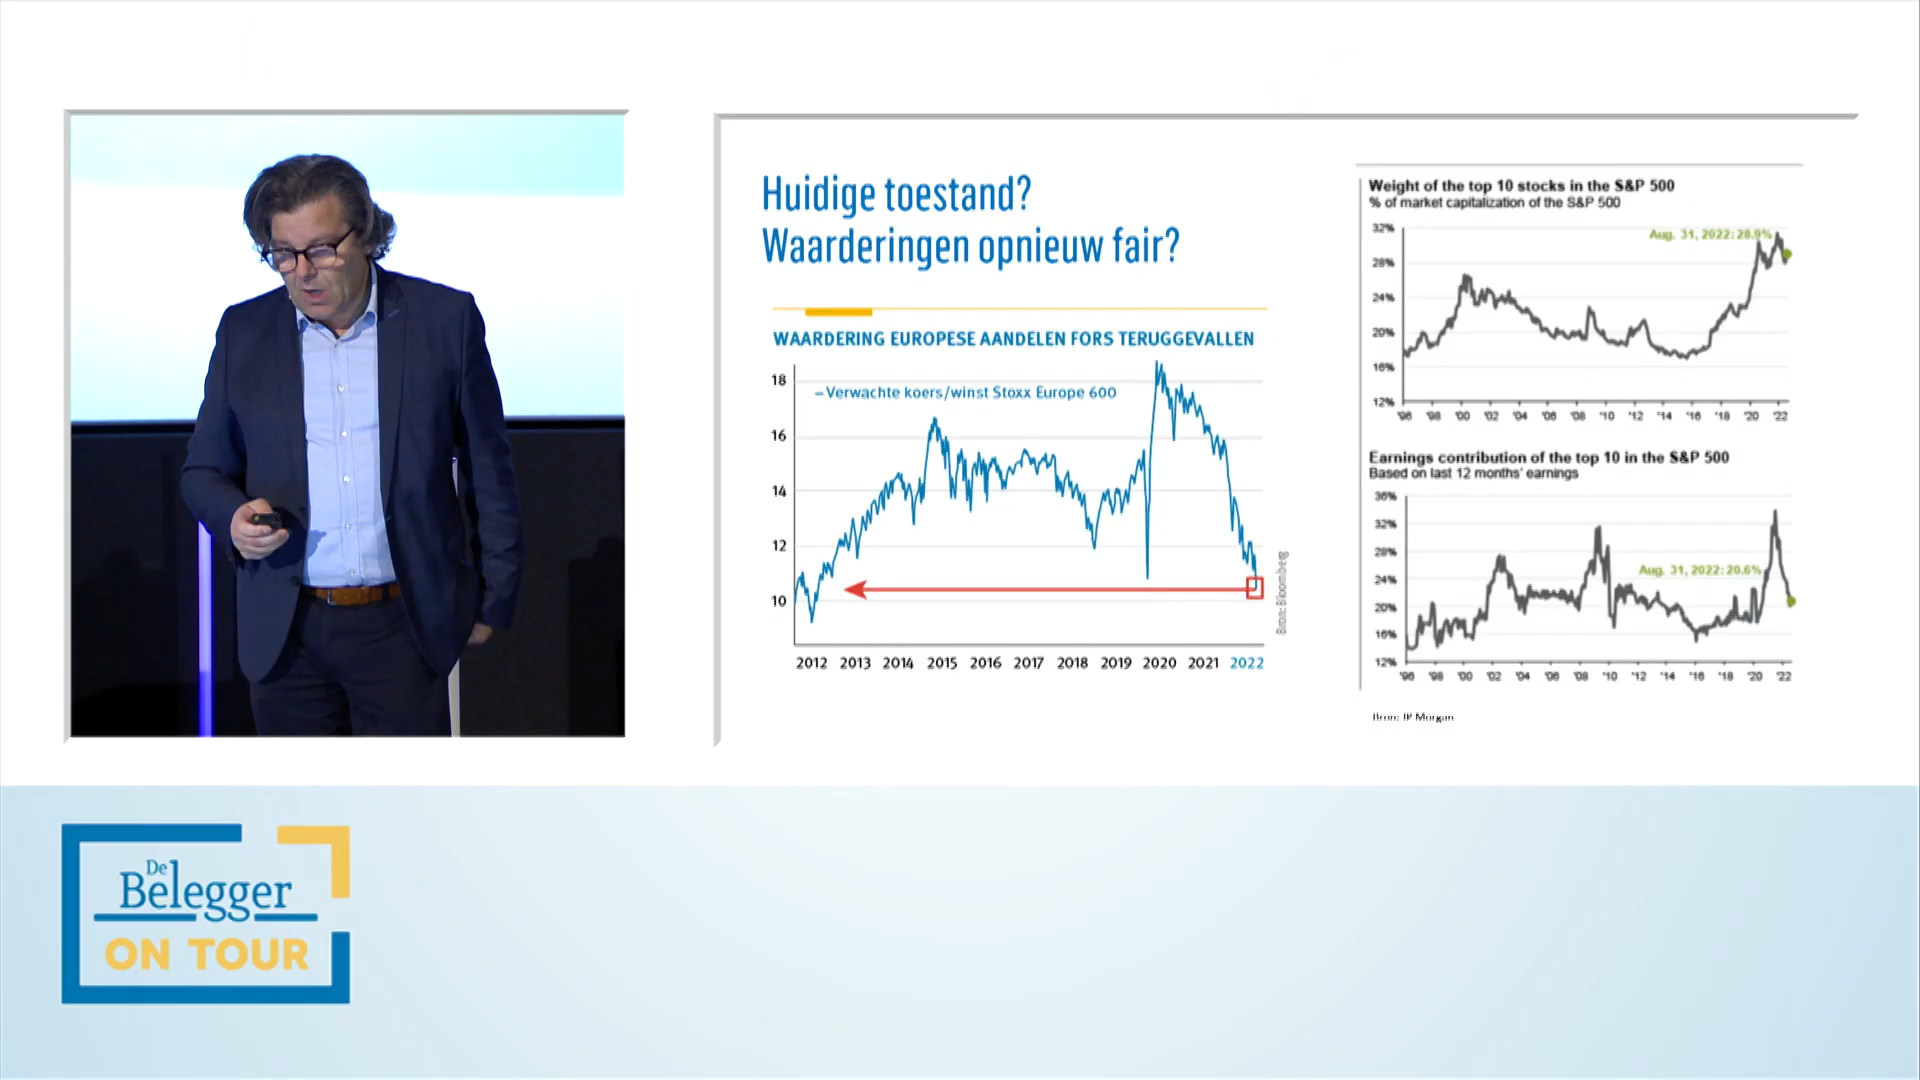 Huidige toestand?
Waarderingen opnieuw fair?
WAARDERING EUROPESE AANDELEN FORS TERUGGEVALLEN
Verwachte koers/winst Stoxx Europe 600
18
16
14
12
10
2012 2013 2014 2015 2016 2017 2018 2019 2020 2021 2022
Bron: Bloomberg
Weight of the top 10 stocks in the S&P 500
% of market capitalization of the S&P 500
Aug. 31, 2022: 28.9%
32%
28%
24%
20%
16%
12%
'96 '98 '00 '02 '04 '06 '08 '10 '12 '14 '16 '18 '20 '22
Earnings contribution of the top 10 in the S&P 500
Based on last 12 months' earnings
36%
32%
28%
Aug. 31, 2022: 20.6%
24%
20%
16%
12%
'96 '98 '00 '02 '04 '06 '08 '10 '12 '14 '16 '18 '20 '22
Bron: JP Morgan
De
Belegger
ON TOUR